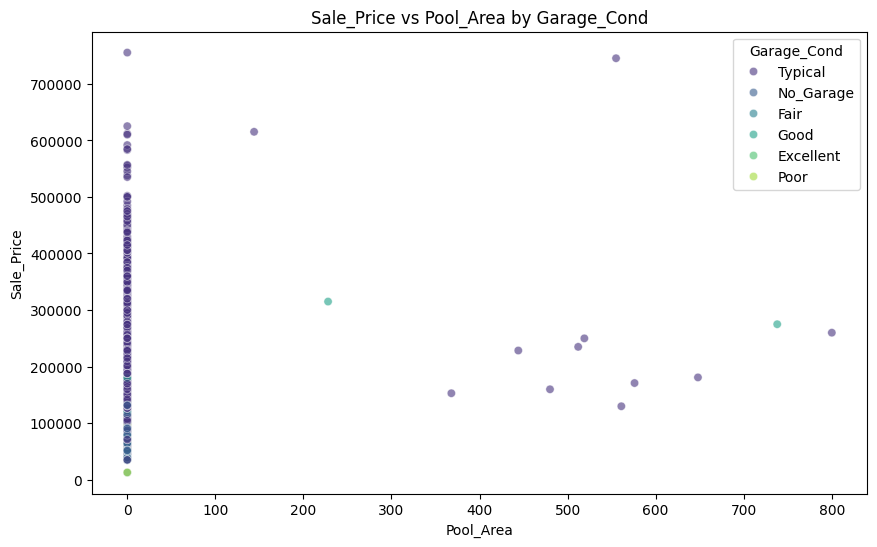 Sale_Price vs Pool_Area by Garage_Cond
Garage_Cond
Typical
No_Garage
Fair
Good
Excellent
Poor
Sale_Price
700000
600000
500000
400000
300000
200000
100000
0
0 100 200 300 400 500 600 700 800
Pool_Area